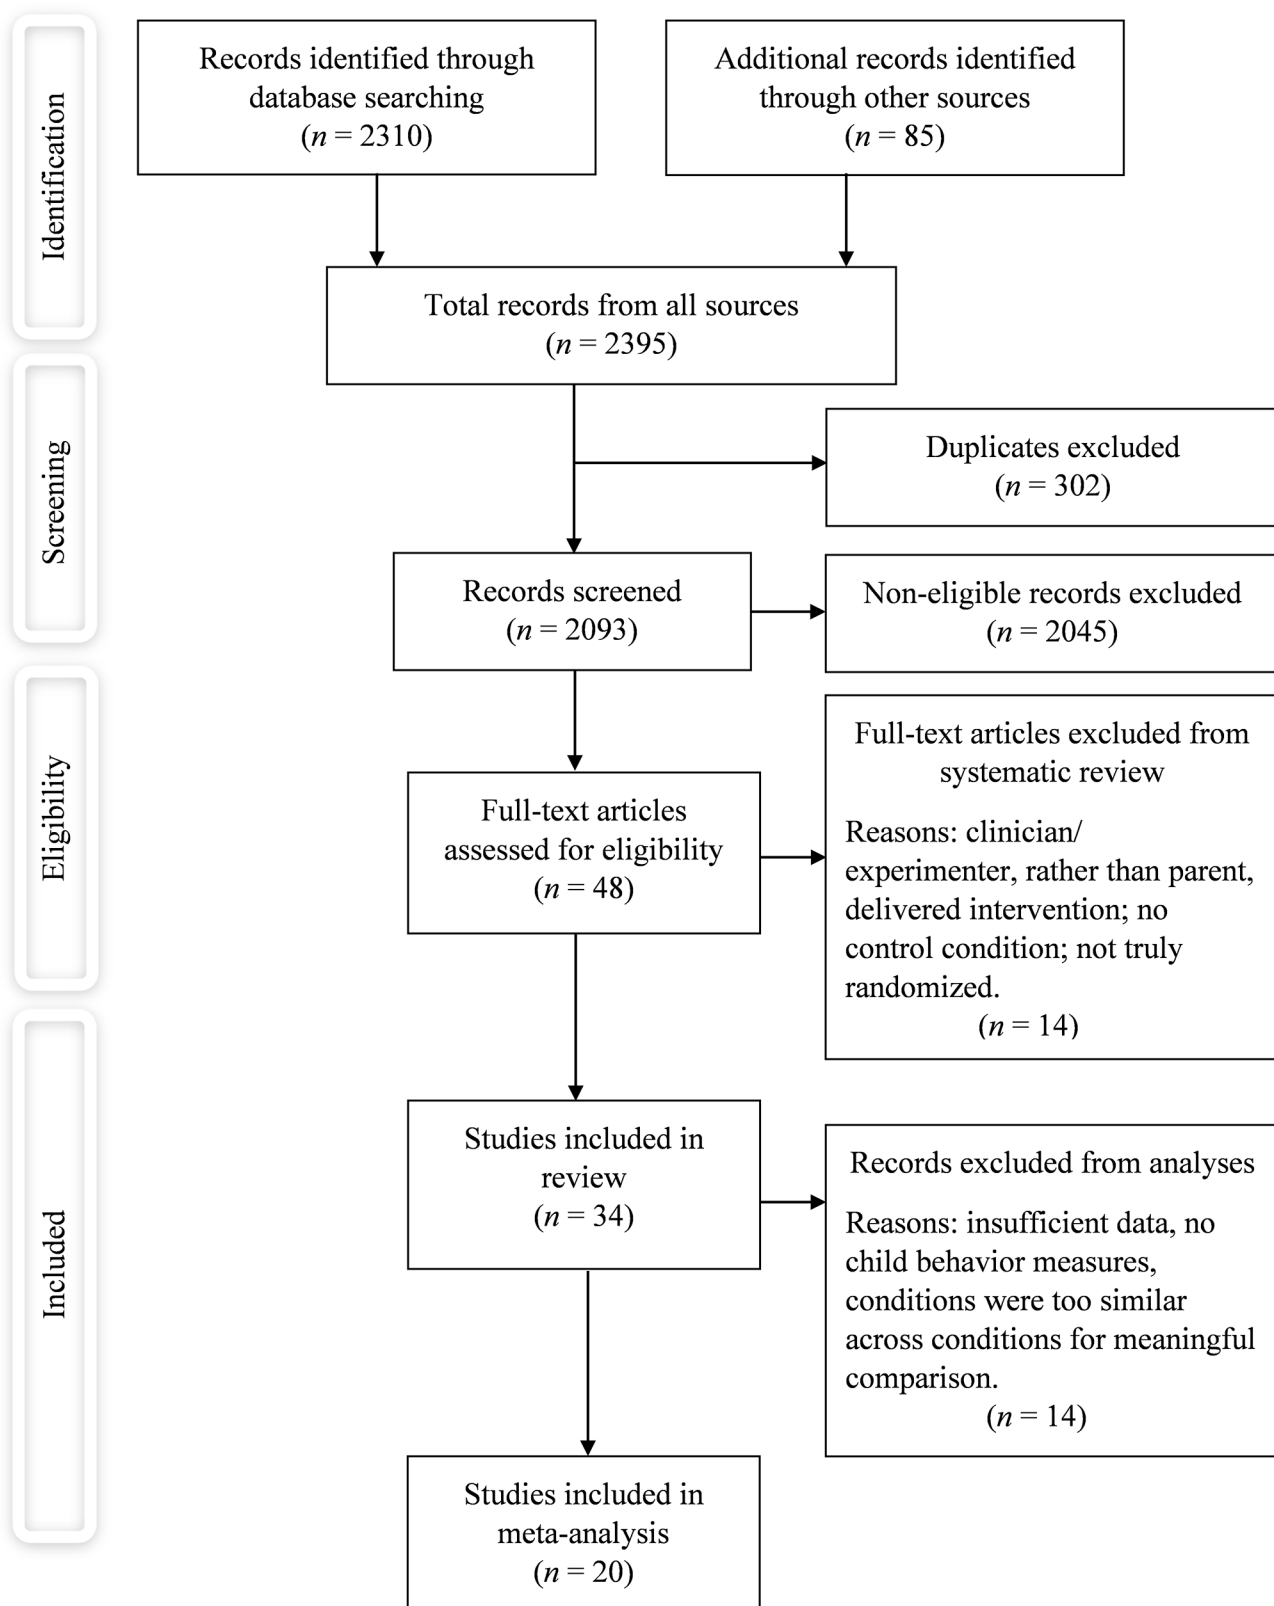 Identification
Records identified through
database searching
(n = 2310)
Additional records identified
through other sources
(n = 85)
Total records from all sources
(n = 2395)
Screening
Duplicates excluded
(n = 302)
Records screened
(n = 2093)
Non-eligible records excluded
(n = 2045)
Eligibility
Full-text articles
assessed for eligibility
(n = 48)
Full-text articles excluded from
systematic review
Reasons: clinician/
experimenter, rather than parent,
delivered intervention; no
control condition; not truly
randomized.
(n = 14)
Included
Studies included in
review
(n = 34)
Records excluded from analyses
Reasons: insufficient data, no
child behavior measures,
conditions were too similar
across conditions for meaningful
comparison.
(n = 14)
Studies included in
meta-analysis
(n = 20)